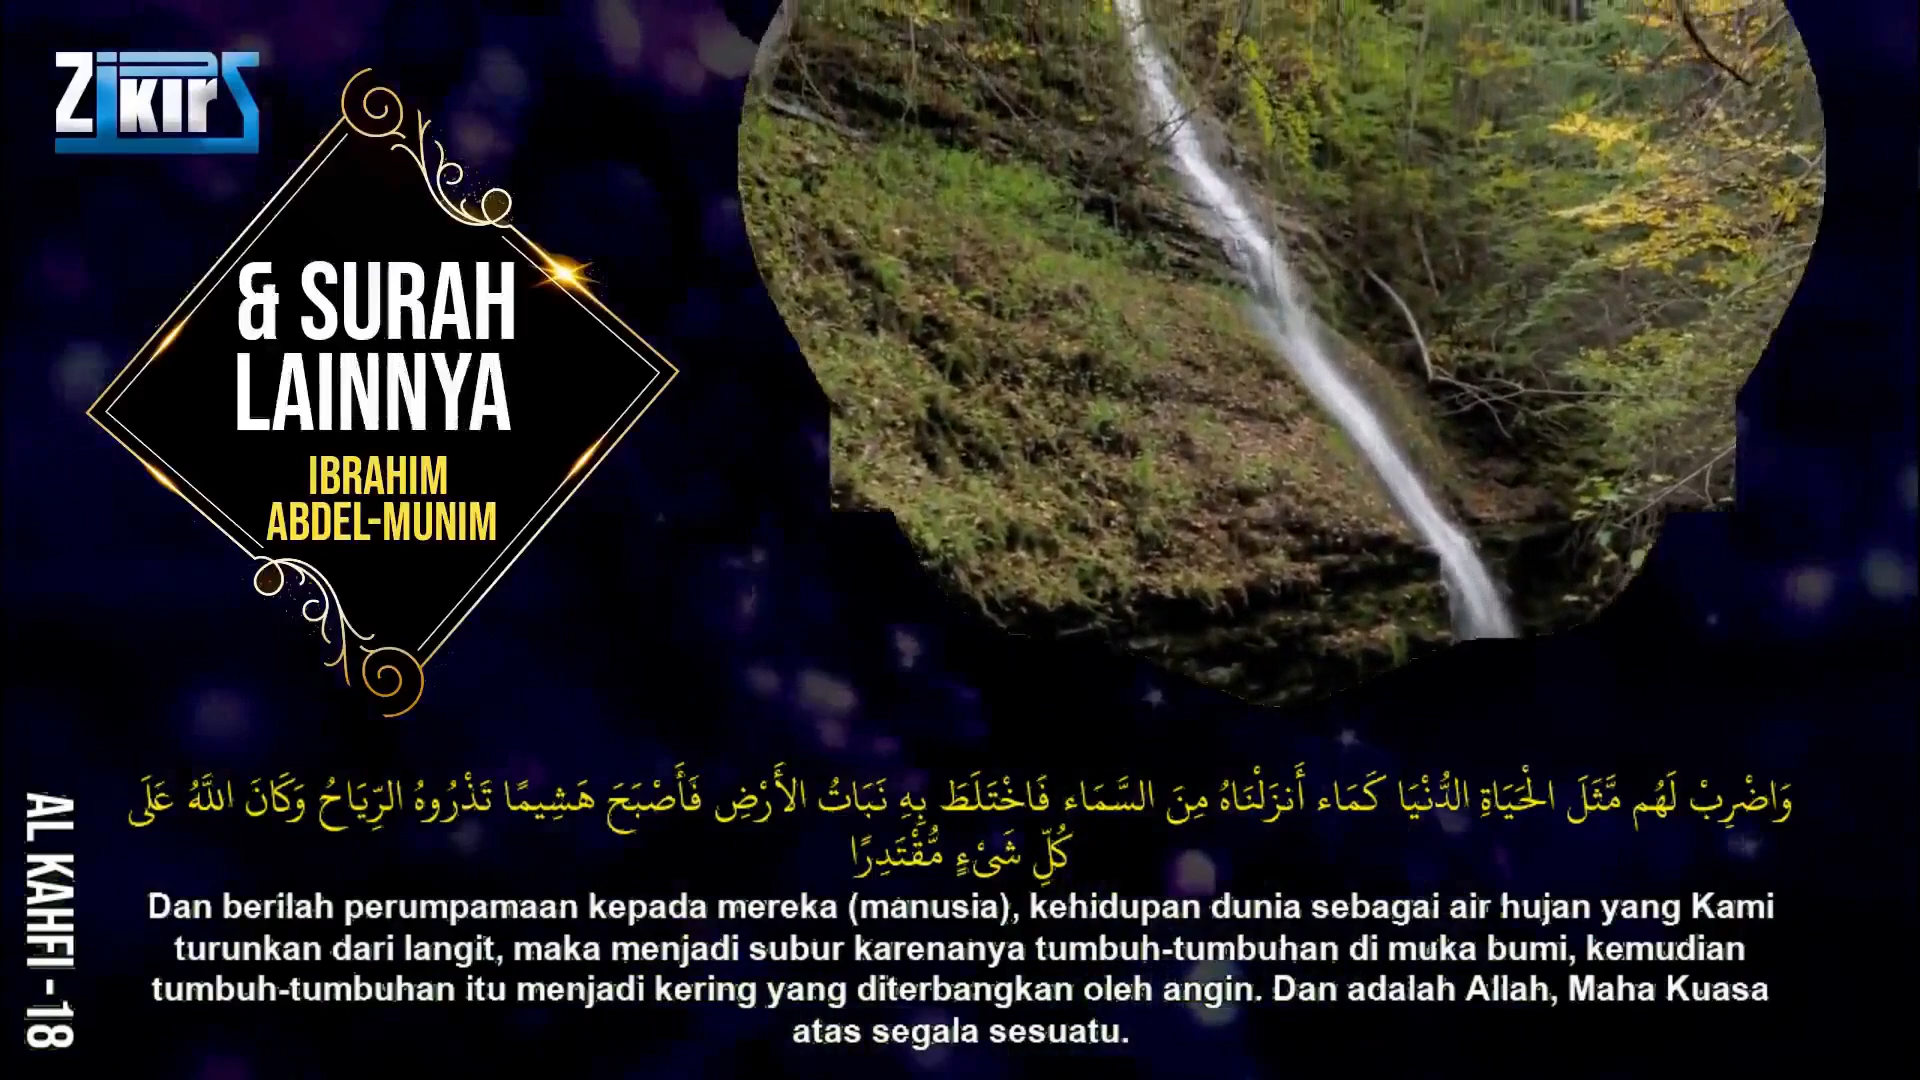 Zikir
& SURAH
LAINNYA
IBRAHIM
ABDEL-MUNIM
وَاضْرِبْ لَهُم مَّثَلَ الْحَيَاةِ الدُّنْيَا كَمَاء أَنزَلْنَاهُ مِنَ السَّمَاء فَاخْتَلَطَ بِهِ نَبَاتُ الأَرْضِ فَأَصْبَحَ هَشِيمًا تَذْرُوهُ الرِّيَاحُ وَكَانَ اللَّهُ عَلَى
كُلِّ شَىْءٍ مُّقْتَدِرًا
Dan berilah perumpamaan kepada mereka (manusia), kehidupan dunia sebagai air hujan yang Kami
turunkan dari langit, maka menjadi subur karenanya tumbuh-tumbuhan di muka bumi, kemudian
tumbuh-tumbuhan itu menjadi kering yang diterbangkan oleh angin. Dan adalah Allah, Maha Kuasa
atas segala sesuatu.
AL KAHFI - 18